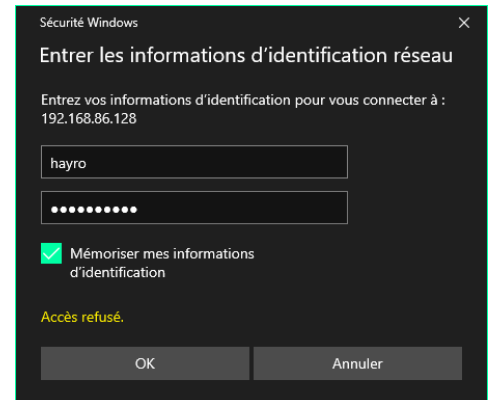 Sécurité Windows
Entrer les informations d’identification réseau
Entrez vos informations d’identification pour vous connecter à :
192.168.86.128
hayro
●●●●●●●●●●
Mémoriser mes informations
d’identification
Accès refusé.
OK
Annuler